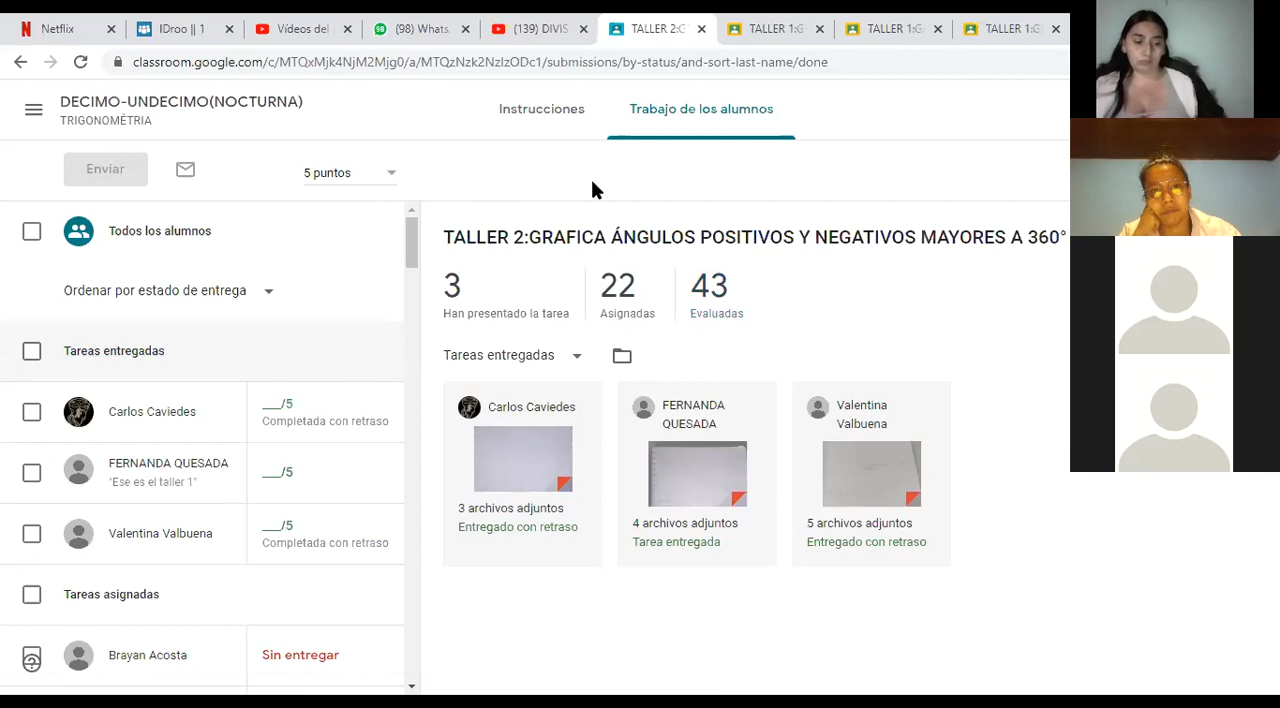 Netflix
IDroo || 1
Vídeos del
(98) Whats
(139) DIVIS
TALLER 2:G
TALLER 1:G
TALLER 1:G
TALLER 1:G
98
classroom.google.com/c/MTQxMjk4NjM2Mjg0/a/MTQzNzk2NzIzODc1/submissions/by-status/and-sort-last-name/done
DECIMO-UNDECIMO(NOCTURNA)
TRIGONOMÉTRIA
Instrucciones
Trabajo de los alumnos
Enviar
5 puntos
Todos los alumnos
Ordenar por estado de entrega
Tareas entregadas
Carlos Caviedes
___/5
Completada con retraso
FERNANDA QUESADA
"Ese es el taller 1"
___/5
Valentina Valbuena
___/5
Completada con retraso
Tareas asignadas
Brayan Acosta
Sin entregar
TALLER 2:GRAFICA ÁNGULOS POSITIVOS Y NEGATIVOS MAYORES A 360°
3
Han presentado la tarea
22
Asignadas
43
Evaluadas
Tareas entregadas
Carlos Caviedes
3 archivos adjuntos
Entregado con retraso
FERNANDA
QUESADA
4 archivos adjuntos
Tarea entregada
Valentina
Valbuena
5 archivos adjuntos
Entregado con retraso